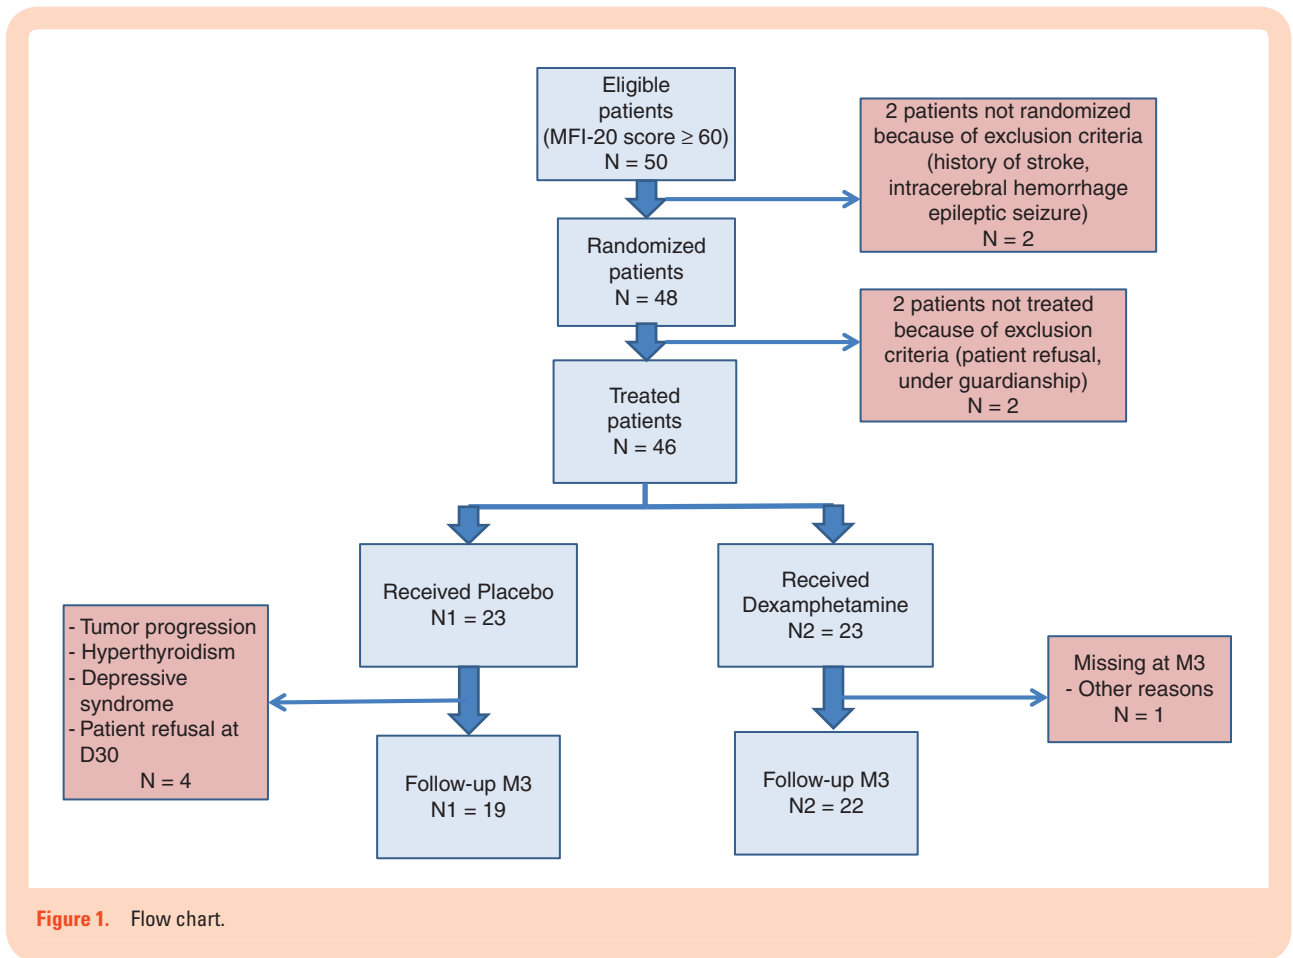 Eligible
patients
(MFI-20 score ≥ 60)
N = 50
2 patients not randomized
because of exclusion criteria
(history of stroke,
intracerebral hemorrhage
epileptic seizure)
N = 2
Randomized
patients
N = 48
2 patients not treated
because of exclusion
criteria (patient refusal,
under guardianship)
N = 2
Treated
patients
N = 46
Received Placebo
N1 = 23
Received
Dexamphetamine
N2 = 23
- Tumor progression
- Hyperthyroidism
- Depressive
syndrome
- Patient refusal at
D30
N = 4
Missing at M3
- Other reasons
N = 1
Follow-up M3
N1 = 19
Follow-up M3
N2 = 22
Figure 1. Flow chart.